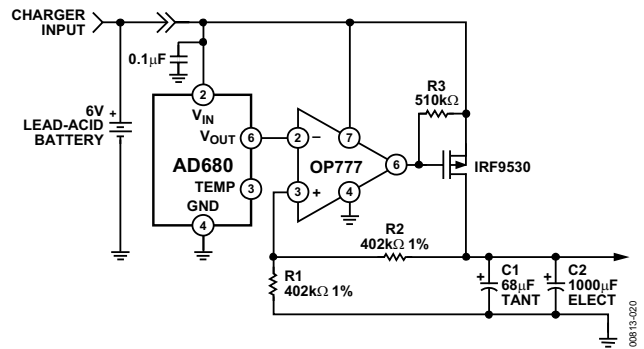 CHARGER
INPUT
0.1µF
6V
LEAD-ACID
BATTERY
+
2
VIN
VOUT
6
AD680
TEMP
3
GND
4
2
−
7
OP777
6
3
+
4
R3
510kΩ
IRF9530
R2
402kΩ 1%
R1
402kΩ 1%
+
C1
68µF
TANT
+
C2
1000µF
ELECT
00813-020